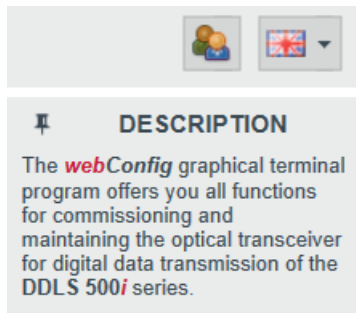 DESCRIPTION
The webConfig graphical terminal
program offers you all functions
for commissioning and
maintaining the optical transceiver
for digital data transmission of the
DDLS 500i series.